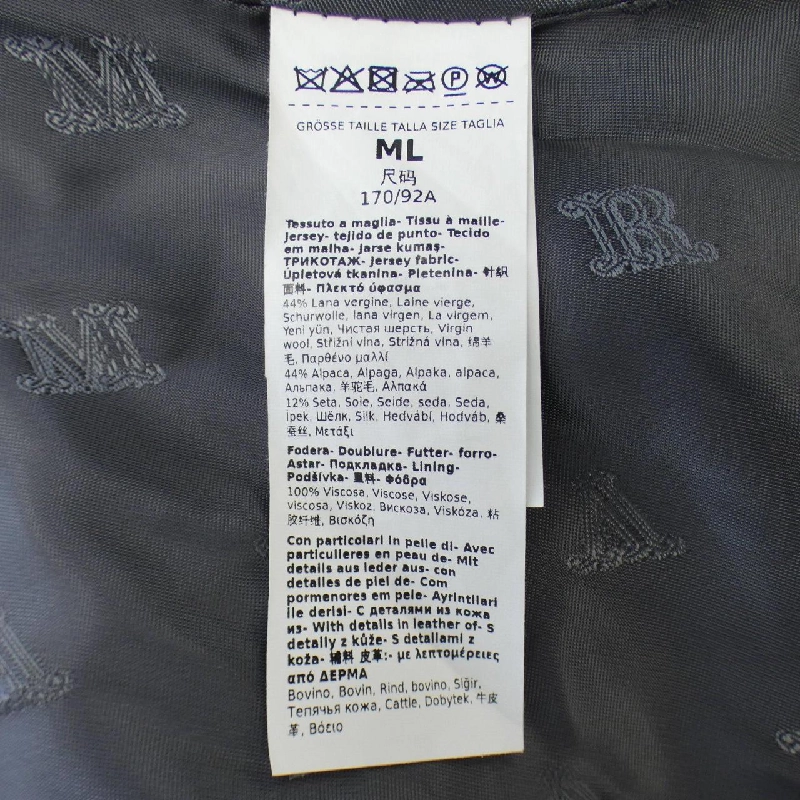 P W
GRÖSSE TAILLE TALLA SIZE TAGLIA
ML
尺码
170/92A
Tessuto a maglia- Tissu à maille-
Jersey- tejido de punto- Tecido
em malha- jarse kumaş-
ТРИКОТАЖ- Jersey fabric-
Úpletová tkanina- Pletenina- 针织
面料- Πλεκτό ύφασμα
44% Lana vergine, Laine vierge,
Schurwolle, lana virgen, La virgem,
Yeni yün, Чистая шерсть, Virgin
wool, Střižní vlna, Strižná vlna, 绵羊
毛, Παρθένο μαλλί
44% Alpaca, Alpaga, Alpaka, alpaca,
Альпака, 羊驼毛, Αλπακά
12% Seta, Soie, Seide, seda, Seda,
ipek, Шёлк, Silk, Hedvábí, Hodváb, 桑
蚕丝, Μετάξι
Fodera- Doublure- Futter- forro-
Astar- Подкладка- Lining-
Podšívka- 里料- Φόδρα
100% Viscosa, Viscose, Viskose,
viscosa, Viskoz, Вискоза, Viskóza, 粘
胶纤维, Βισκόζη
Con particolari in pelle di- Avec
particulieres en peau de- Mit
details aus leder aus- con
detalles de piel de- Com
pormenores em pele- Ayrintilari
ile derisi- С деталями из кожа
из- With details in leather of- S
detaily z kůže- S detailami z
koža- 辅料 皮革:- με λεπτομέρειες
από ΔΕΡΜΑ
Bovino, Bovin, Rind, bovino, Siğir,
Телячья кожа, Cattle, Dobytek, 牛皮
革, Βόειο